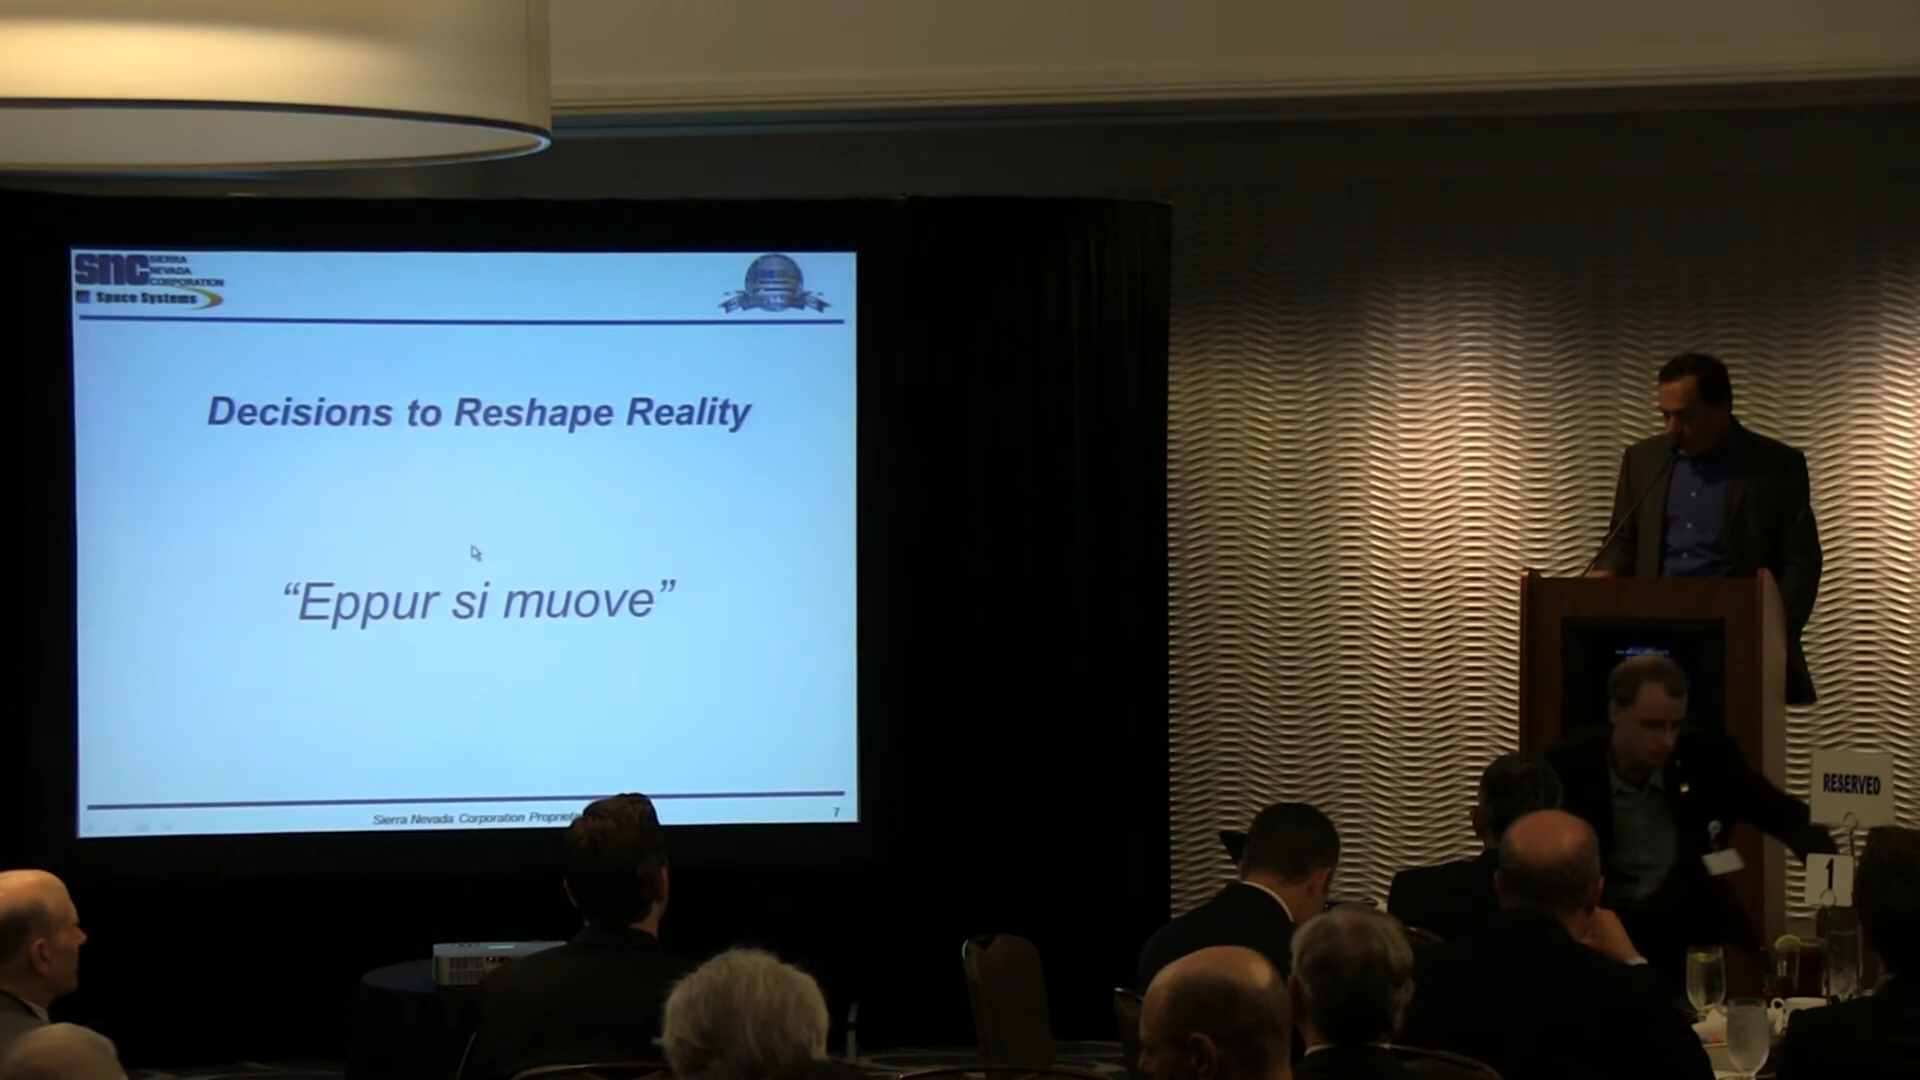 snc SIERRA
NEVADA
CORPORATION
Space Systems
Decisions to Reshape Reality
“Eppur si muove”
Sierra Nevada Corporation
7
RESERVED
1